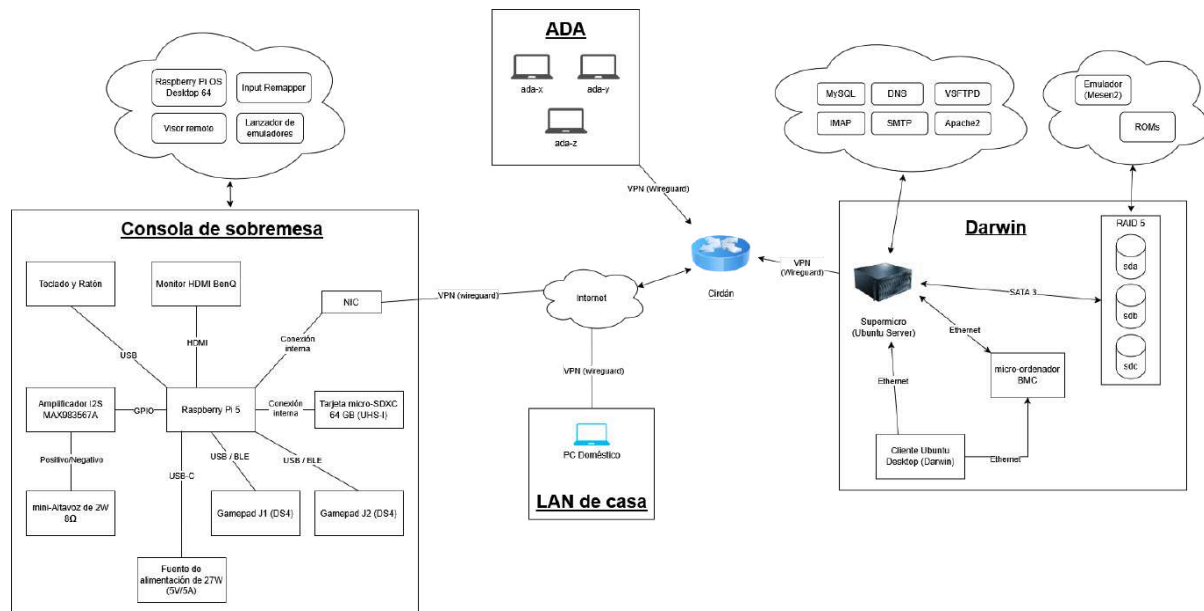 Raspberry Pi OS
Desktop 64
Input Remapper
Visor remoto
Lanzador de
emuladores
ADA
ada-x
ada-y
ada-z
MySQL
DNS
VSFTPD
IMAP
SMTP
Apache2
Emulador
(Mesen2)
ROMs
VPN (Wireguard)
Consola de sobremesa
Teclado y Ratón
Monitor HDMI BenQ
NIC
VPN (wireguard)
Internet
Conexión
interna
USB
HDMI
Amplificador I2S
MAX983567A
GPIO
Raspberry Pi 5
Conexión
interna
Tarjeta micro-SDXC
64 GB (UHS-I)
Positivo/Negativo
USB-C
USB / BLE
USB / BLE
mini-Altavoz de 2W
8Ω
Gamepad J1 (DS4)
Gamepad J2 (DS4)
Fuente de
alimentación de 27W
(5V/5A)
Cirdán
VPN
(Wireguard)
VPN (wireguard)
PC Doméstico
LAN de casa
Darwin
RAID 5
sda
sdb
sdc
SATA 3
Supermicro
(Ubuntu Server)
Ethernet
micro-ordenador
BMC
Ethernet
Cliente Ubuntu
Desktop (Darwin)
Ethernet